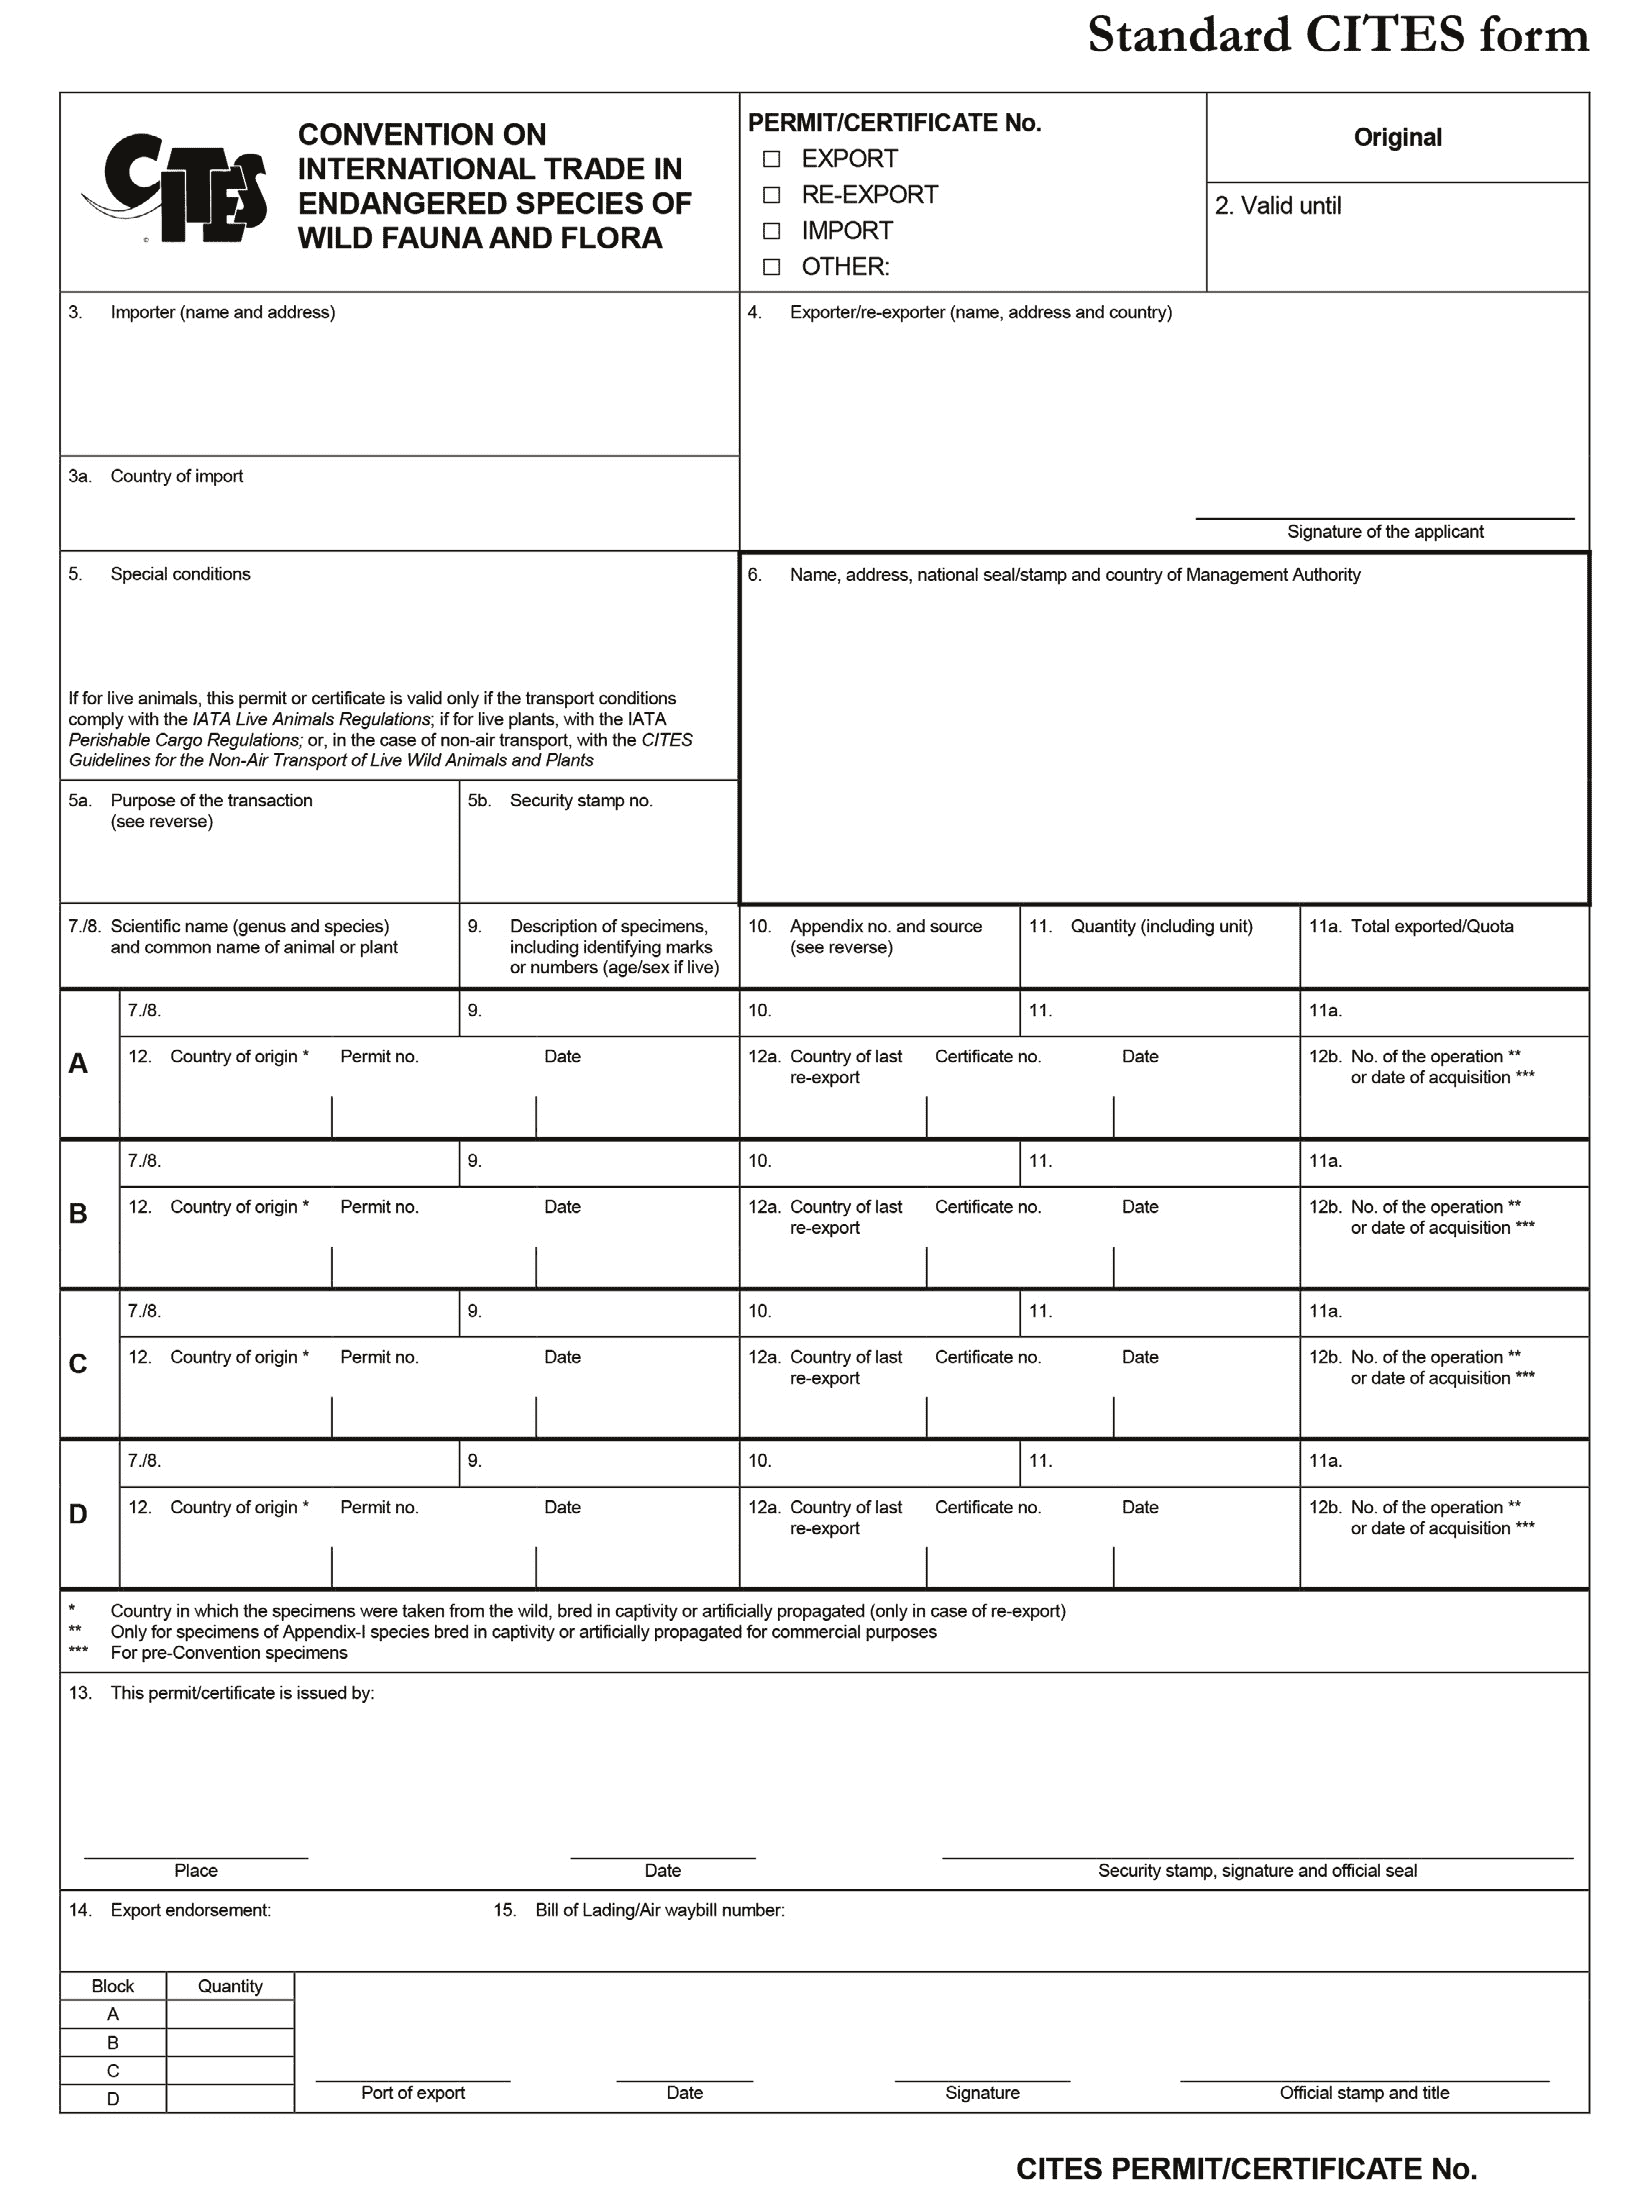 Standard CITES form
CITES
©
CONVENTION ON
INTERNATIONAL TRADE IN
ENDANGERED SPECIES OF
WILD FAUNA AND FLORA
PERMIT/CERTIFICATE No.
☐ EXPORT
☐ RE-EXPORT
☐ IMPORT
☐ OTHER:
Original
2. Valid until
3. Importer (name and address)
3a. Country of import
4. Exporter/re-exporter (name, address and country)
Signature of the applicant
5. Special conditions
If for live animals, this permit or certificate is valid only if the transport conditions
comply with the IATA Live Animals Regulations; if for live plants, with the IATA
Perishable Cargo Regulations; or, in the case of non-air transport, with the CITES
Guidelines for the Non-Air Transport of Live Wild Animals and Plants
6. Name, address, national seal/stamp and country of Management Authority
5a. Purpose of the transaction
(see reverse)
5b. Security stamp no.
7./8. Scientific name (genus and species)
and common name of animal or plant
9. Description of specimens,
including identifying marks
or numbers (age/sex if live)
10. Appendix no. and source
(see reverse)
11. Quantity (including unit)
11a. Total exported/Quota
A
7./8.
9.
10.
11.
11a.
12. Country of origin * Permit no. Date
12a. Country of last Certificate no. Date
re-export
12b. No. of the operation **
or date of acquisition ***
B
7./8.
9.
10.
11.
11a.
12. Country of origin * Permit no. Date
12a. Country of last Certificate no. Date
re-export
12b. No. of the operation **
or date of acquisition ***
C
7./8.
9.
10.
11.
11a.
12. Country of origin * Permit no. Date
12a. Country of last Certificate no. Date
re-export
12b. No. of the operation **
or date of acquisition ***
D
7./8.
9.
10.
11.
11a.
12. Country of origin * Permit no. Date
12a. Country of last Certificate no. Date
re-export
12b. No. of the operation **
or date of acquisition ***
* Country in which the specimens were taken from the wild, bred in captivity or artificially propagated (only in case of re-export)
** Only for specimens of Appendix-I species bred in captivity or artificially propagated for commercial purposes
*** For pre-Convention specimens
13. This permit/certificate is issued by:
Place Date Security stamp, signature and official seal
14. Export endorsement: 15. Bill of Lading/Air waybill number:
Block Quantity
A
B
C
D
Port of export Date Signature Official stamp and title
CITES PERMIT/CERTIFICATE No.